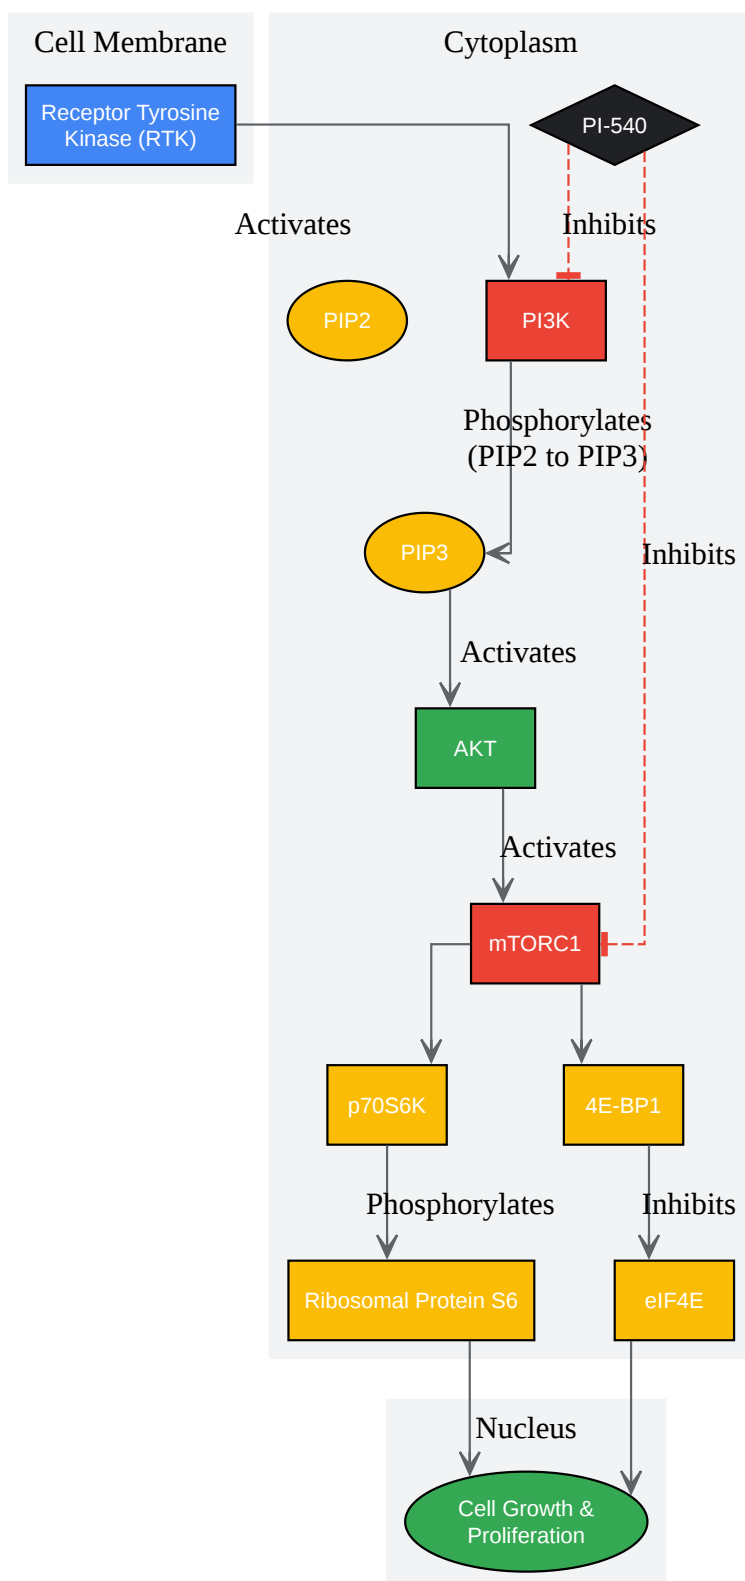 Cell Membrane
Cytoplasm
Receptor Tyrosine
Kinase (RTK)
PI-540
Activates
Inhibits
PIP2
PI3K
Phosphorylates
(PIP2 to PIP3)
PIP3
Inhibits
Activates
AKT
Activates
mTORC1
p70S6K
4E-BP1
Phosphorylates
Inhibits
Ribosomal Protein S6
eIF4E
Nucleus
Cell Growth &
Proliferation